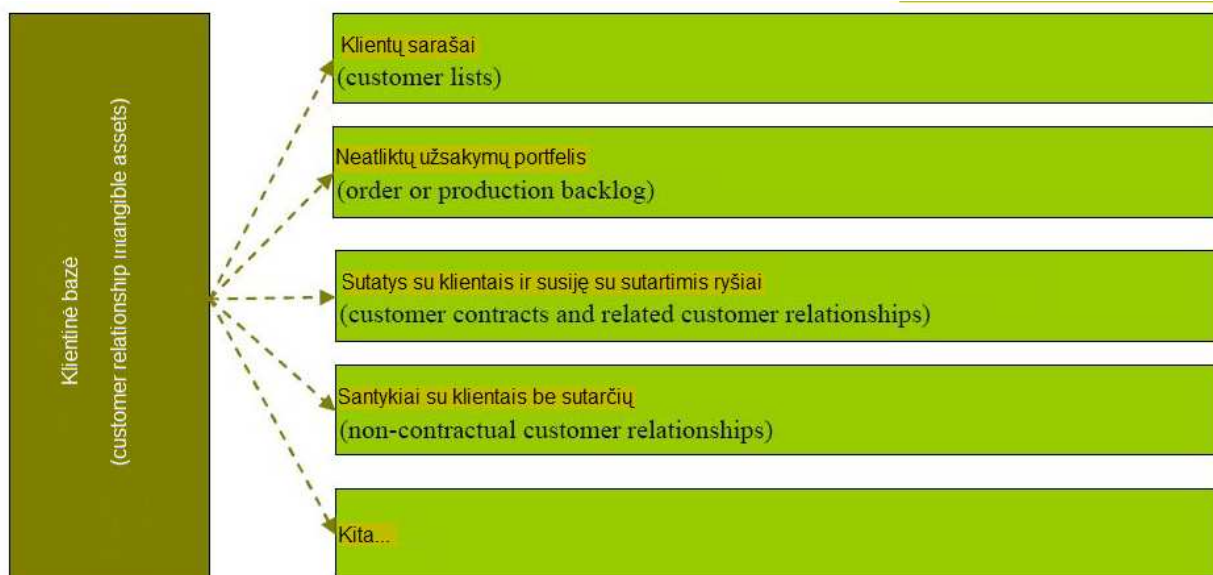 Klientinė bazė
(customer relationship intangible assets)
Klientų sarašai
(customer lists)
Neatliktų užsakymų portfelis
(order or production backlog)
Sutatys su klientais ir susiję su sutartimis ryšiai
(customer contracts and related customer relationships)
Santykiai su klientais be sutarčių
(non-contractual customer relationships)
Kita...